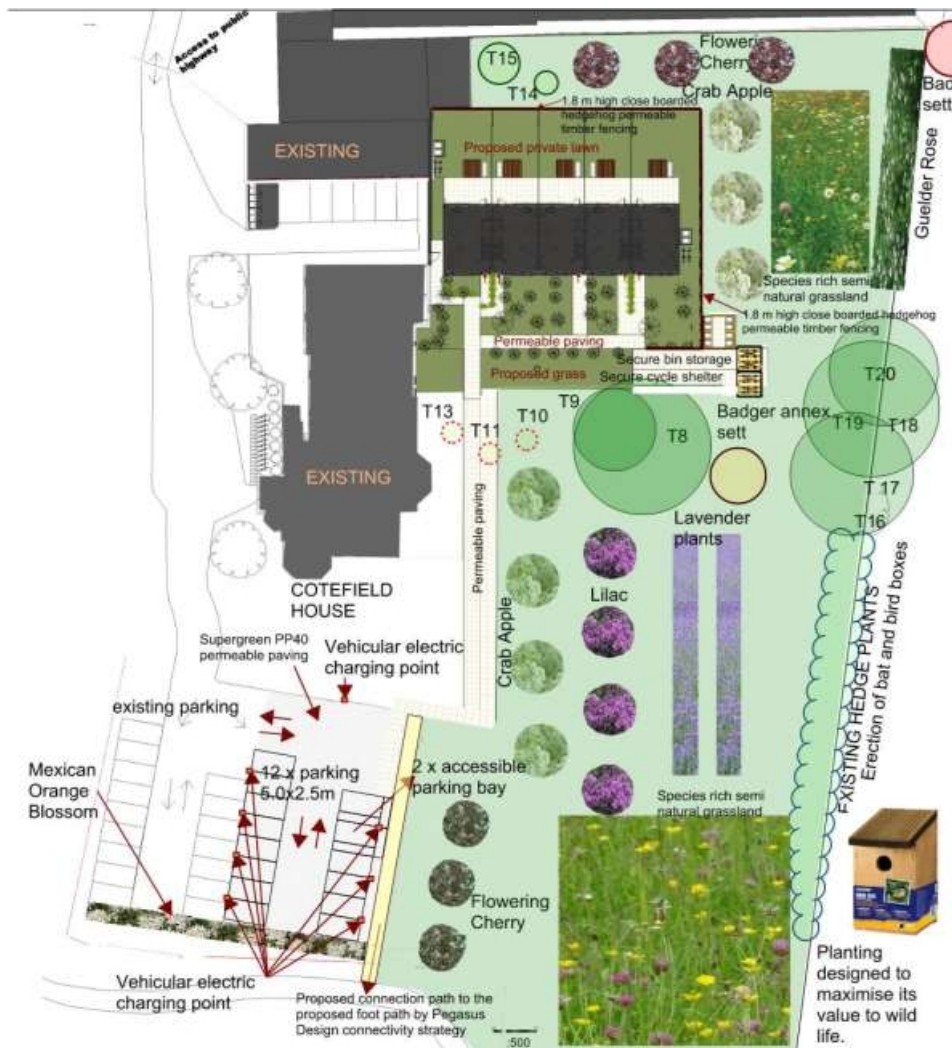 Access to public
highway
T15
Flowering
Cherry
T14
Crab Apple
1.8 m high close boarded
hedgehog permeable
timber fencing
Bad
sett
EXISTING
Proposed private lawn
Guelder Rose
Species rich semi
natural grassland
1.8 m high close boarded hedgehog
permeable timber fencing
Permeable paving
Secure bin storage
Proposed grass
Secure cycle shelter
T20
T9
T13
T10
Badger annex
sett
T19
T18
T11
T8
EXISTING
T 17
T16
Permeable paving
Lavender
plants
COTEFIELD
HOUSE
Lilac
Supergreen PP40
permeable paving
Vehicular electric
charging point
Crab Apple
EXISTING HEDGE PLANTS
Erection of bat and bird boxes
existing parking
Mexican
Orange
Blossom
12 x parking
5.0x2.5m
2 x accessible
parking bay
Species rich semi
natural grassland
Flowering
Cherry
Vehicular electric
charging point
Proposed connection path to the
proposed foot path by Pegasus
Design connectivity strategy
:500
Planting
designed to
maximise its
value to wild
life.